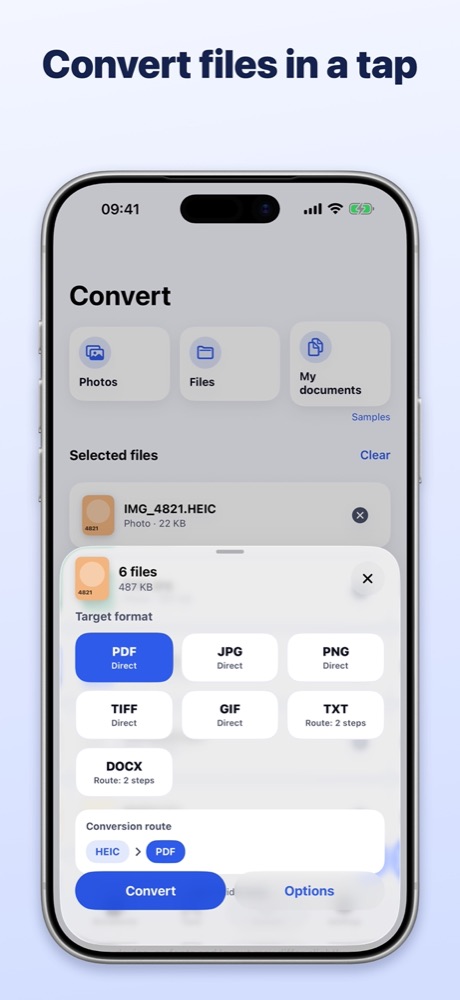 Convert files in a tap
09:41
Convert
Photos
Files
My
documents
Samples
Selected files
Clear
4821
IMG_4821.HEIC
Photo · 22 KB
4821
6 files
487 KB
Target format
PDF
Direct
JPG
Direct
PNG
Direct
TIFF
Direct
GIF
Direct
TXT
Route: 2 steps
DOCX
Route: 2 steps
Conversion route
HEIC
PDF
Convert
Options